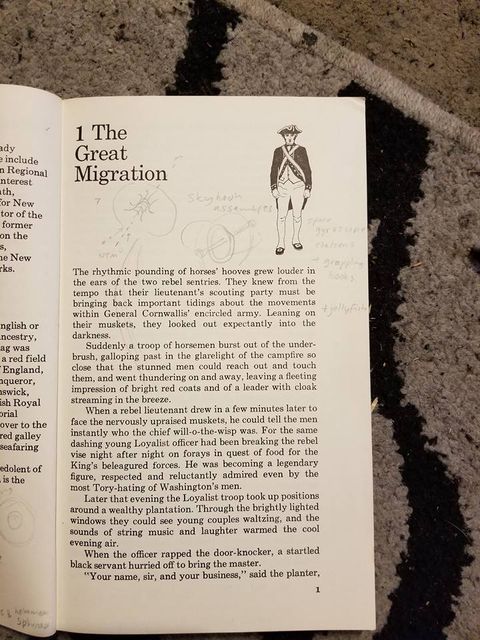 ady
e include
n Regional
nterest
ath,
for New
tor of the
former
on the
s,
he New
rks.
nglish or
ncestry,
ag was
a red field
f England,
nqueror,
nswick,
ish Royal
orial
over to the
red galley
seafaring
edolent of
is the
1 The
Great
Migration
Skyhook
assemblies
space
gyroscope
+ grappling
hooks
+ jellyfish
The rhythmic pounding of horses' hooves grew louder in
the ears of the two rebel sentries. They knew from the
tempo that their lieutenant's scouting party must be
bringing back important tidings about the movements
within General Cornwallis' encircled army. Leaning on
their muskets, they looked out expectantly into the
darkness.
Suddenly a troop of horsemen burst out of the under-
brush, galloping past in the glarelight of the campfire so
close that the stunned men could reach out and touch
them, and went thundering on and away, leaving a fleeting
impression of bright red coats and of a leader with cloak
streaming in the breeze.
When a rebel lieutenant drew in a few minutes later to
face the nervously upraised muskets, he could tell the men
instantly who the chief will-o-the-wisp was. For the same
dashing young Loyalist officer had been breaking the rebel
vise night after night on forays in quest of food for the
King's beleagured forces. He was becoming a legendary
figure, respected and reluctantly admired even by the
most Tory-hating of Washington's men.
Later that evening the Loyalist troop took up positions
around a wealthy plantation. Through the brightly lighted
windows they could see young couples waltzing, and the
sounds of string music and laughter warmed the cool
evening air.
When the officer rapped the door-knocker, a startled
black servant hurried off to bring the master.
"Your name, sir, and your business," said the planter,
1